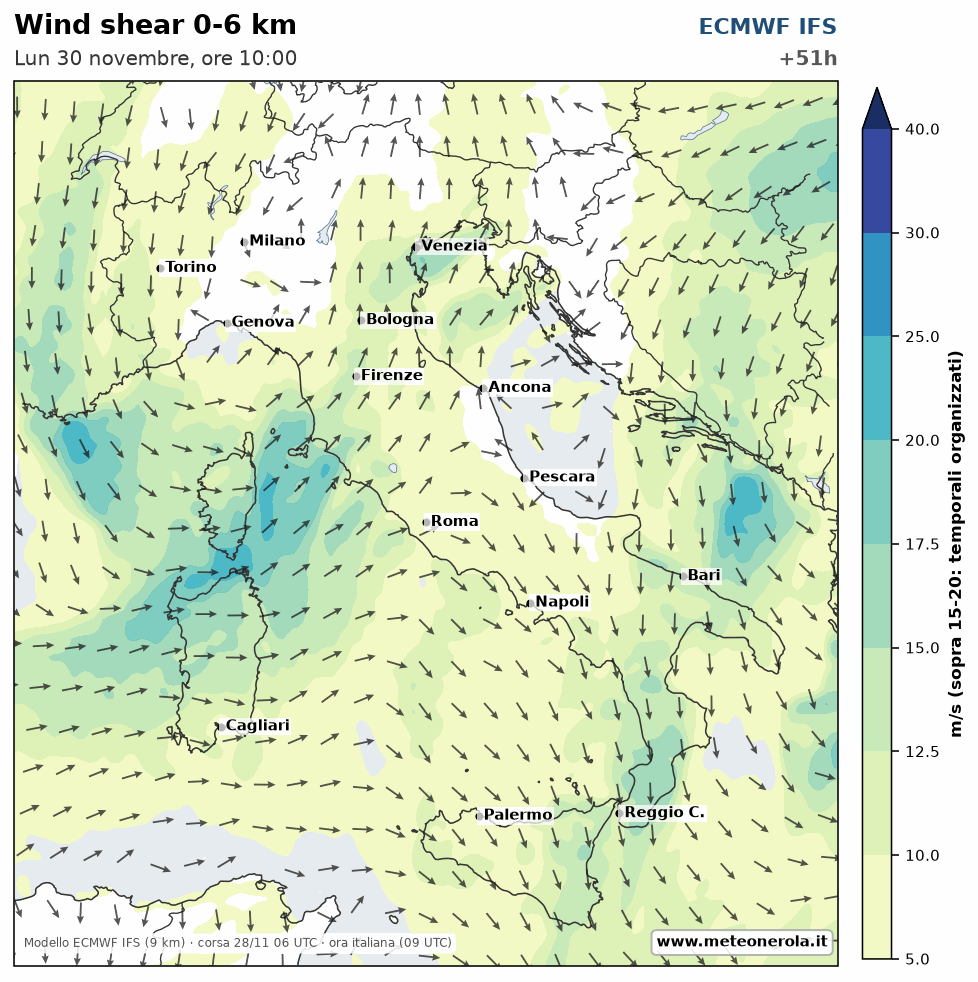 Wind shear 0-6 km
ECMWF IFS
Lun 30 novembre, ore 10:00
+51h
40.0
30.0
25.0
20.0
17.5
15.0
12.5
10.0
5.0
m/s (sopra 15-20: temporali organizzati)
Venezia
Milano
Torino
Genova
Bologna
Firenze
Ancona
Pescara
Roma
Bari
Napoli
Cagliari
Palermo
Reggio C.
Modello ECMWF IFS (9 km) · corsa 28/11 06 UTC · ora italiana (09 UTC)
www.meteonerola.it